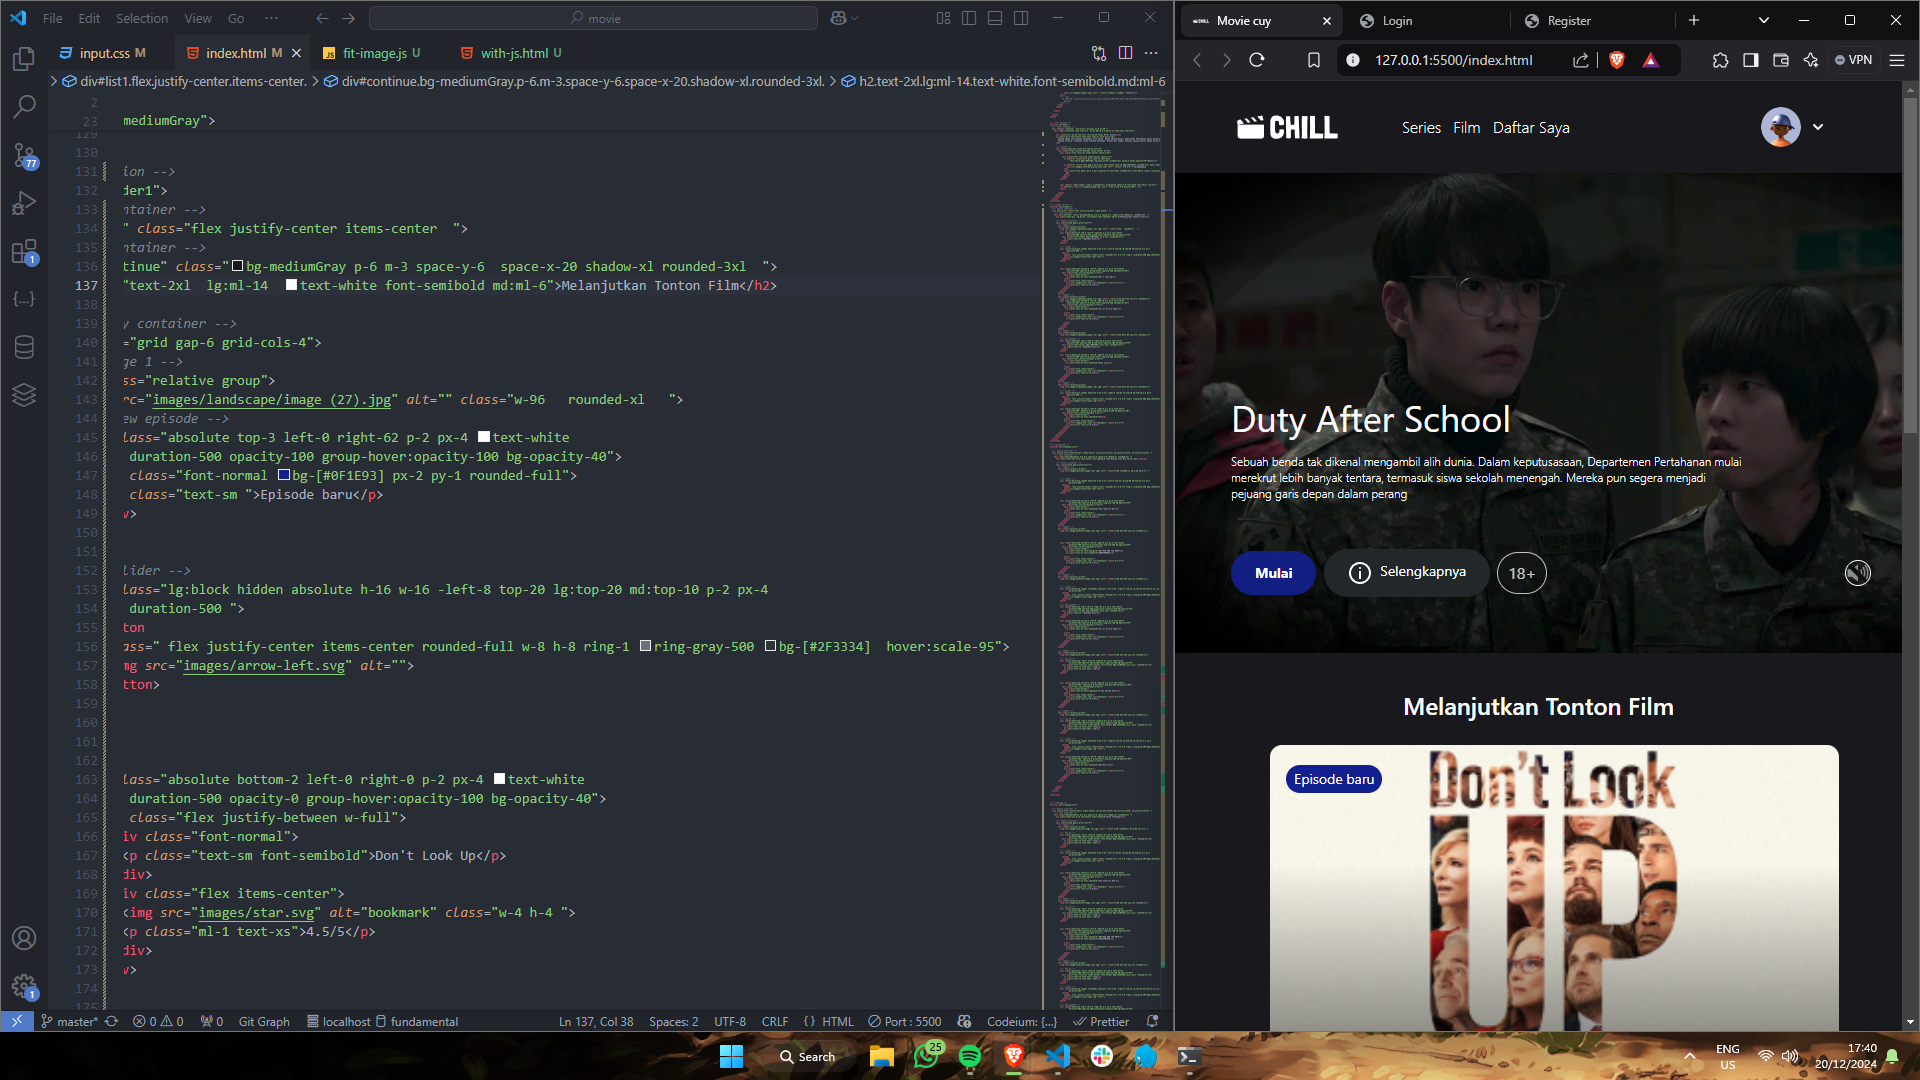 File Edit Selection View Go ··· movie
input.css M index.html M fit-image.js U with-js.html U
div#list1.flex.justify-center.items-center. > div#continue.bg-mediumGray.p-6.m-3.space-y-6.space-x-20.shadow-xl.rounded-3xl. > h2.text-2xl.lg:ml-14.text-white.font-semibold.md:ml-6
2
23 mediumGray">
129
130
131 ion -->
132 der1">
133 ntainer -->
134 " class="flex justify-center items-center  ">
135 ntainer -->
136 tinue" class="bg-mediumGray p-6 m-3 space-y-6  space-x-20 shadow-xl rounded-3xl  ">
137 "text-2xl  lg:ml-14  text-white font-semibold md:ml-6">Melanjutkan Tonton Film</h2>
138
139 y container -->
140 ="grid gap-6 grid-cols-4">
141 ge 1 -->
142 ss="relative group">
143 rc="images/landscape/image (27).jpg" alt="" class="w-96   rounded-xl   ">
144 ew episode -->
145 lass="absolute top-3 left-0 right-62 p-2 px-4 text-white
146 duration-500 opacity-100 group-hover:opacity-100 bg-opacity-40">
147 class="font-normal bg-[#0F1E93] px-2 py-1 rounded-full">
148 class="text-sm ">Episode baru</p>
149 v>
150
151
152 lider -->
153 lass="lg:block hidden absolute h-16 w-16 -left-8 top-20 lg:top-20 md:top-10 p-2 px-4
154 duration-500 ">
155 ton
156 ass=" flex justify-center items-center rounded-full w-8 h-8 ring-1 ring-gray-500 bg-[#2F3334]  hover:scale-95">
157 mg src="images/arrow-left.svg" alt="">
158 tton>
159
160
161
162
163 lass="absolute bottom-2 left-0 right-0 p-2 px-4 text-white
164 duration-500 opacity-0 group-hover:opacity-100 bg-opacity-40">
165 class="flex justify-between w-full">
166 iv class="font-normal">
167 <p class="text-sm font-semibold">Don't Look Up</p>
168 div>
169 iv class="flex items-center">
170 <img src="images/star.svg" alt="bookmark" class="w-4 h-4 ">
171 <p class="ml-1 text-xs">4.5/5</p>
172 div>
173 v>
174
175
77
1
1
master* 0 0 0 Git Graph localhost fundamental Ln 137, Col 38 Spaces: 2 UTF-8 CRLF {} HTML Port : 5500 Codeium: {...} Prettier
Movie cuy Login Register
127.0.0.1:5500/index.html VPN
CHILL Series Film Daftar Saya
Duty After School
Sebuah benda tak dikenal mengambil alih dunia. Dalam keputusasaan, Departemen Pertahanan mulai
merekrut lebih banyak tentara, termasuk siswa sekolah menengah. Mereka pun segera menjadi
pejuang garis depan dalam perang
Mulai Selengkapnya 18+
Melanjutkan Tonton Film
Episode baru
Don't Look
UP
Search 25 ENG US 17:40
20/12/2024